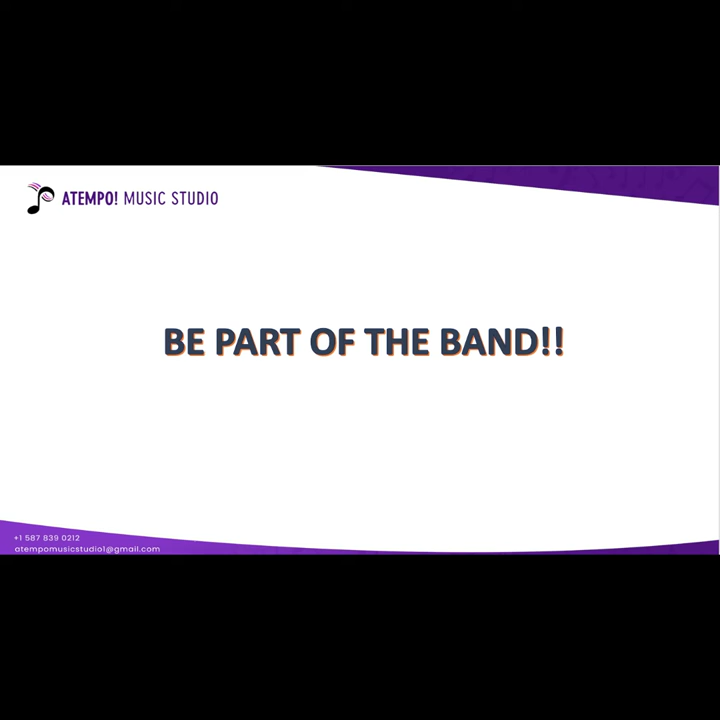 ATEMPO! MUSIC STUDIO
BE PART OF THE BAND!!
+1 587 839 0212
atempomusicstudio1@gmail.com